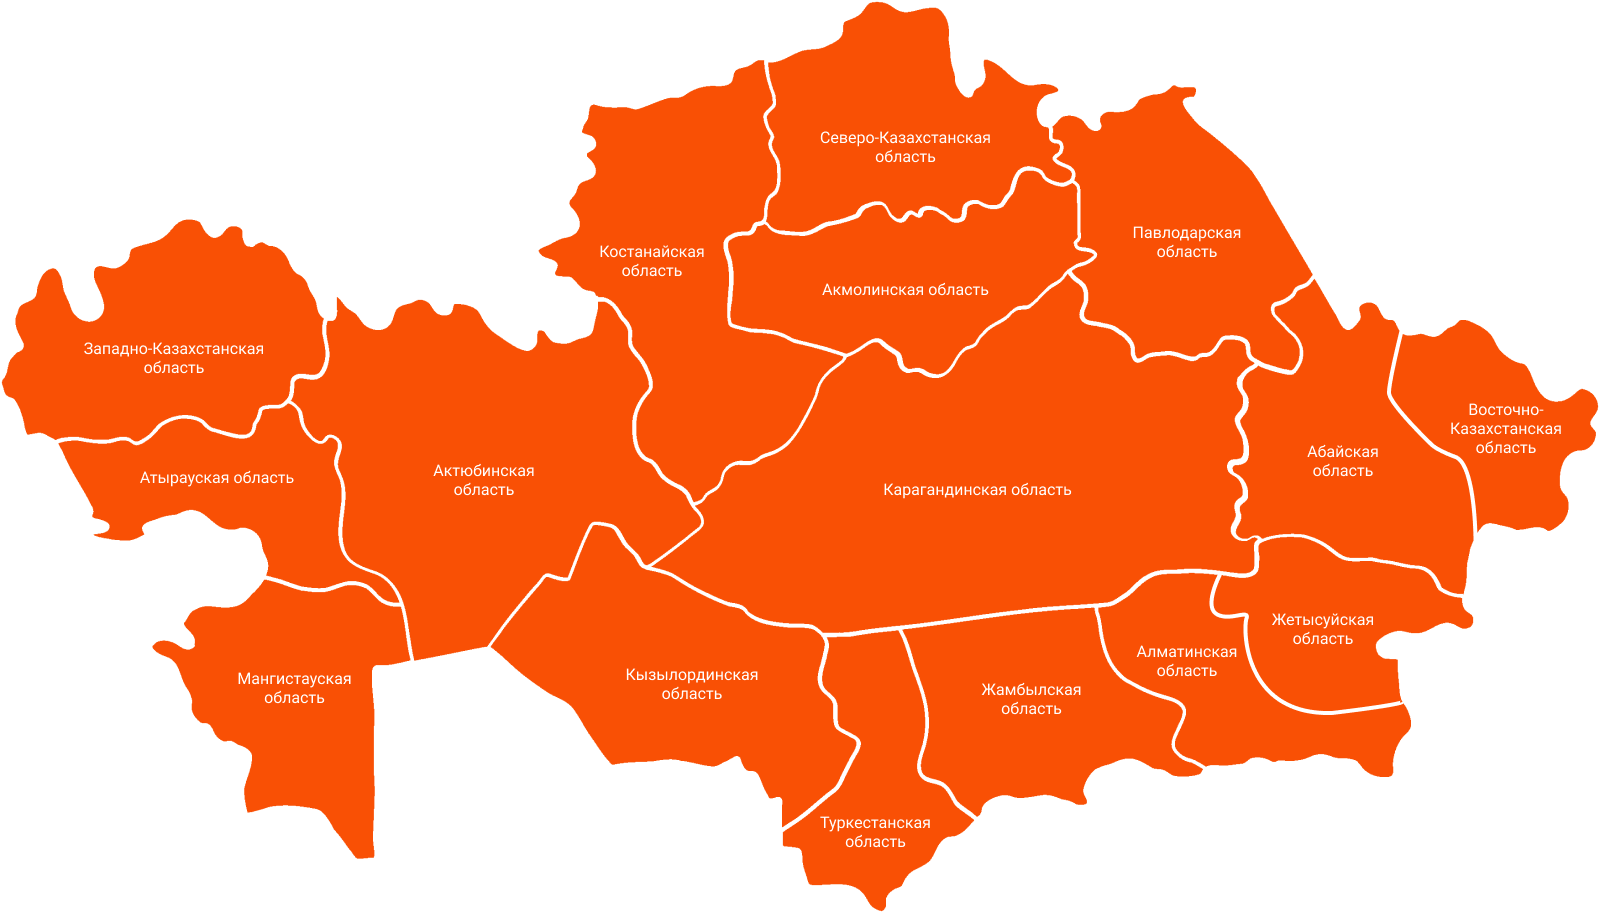 Северо-Казахстанская
область
Костанайская
область
Павлодарская
область
Акмолинская область
Западно-Казахстанская
область
Атырауская область
Актюбинская
область
Карагандинская область
Абайская
область
Восточно-
Казахстанская
область
Мангистауская
область
Кызылординская
область
Жамбылская
область
Алматинская
область
Жетысуйская
область
Туркестанская
область